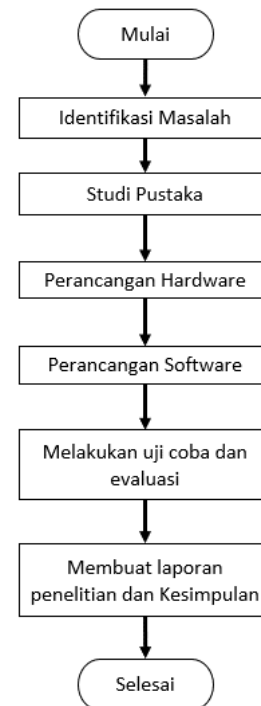 Mulai
Identifikasi Masalah
Studi Pustaka
Perancangan Hardware
Perancangan Software
Melakukan uji coba dan
evaluasi
Membuat laporan
penelitian dan Kesimpulan
Selesai